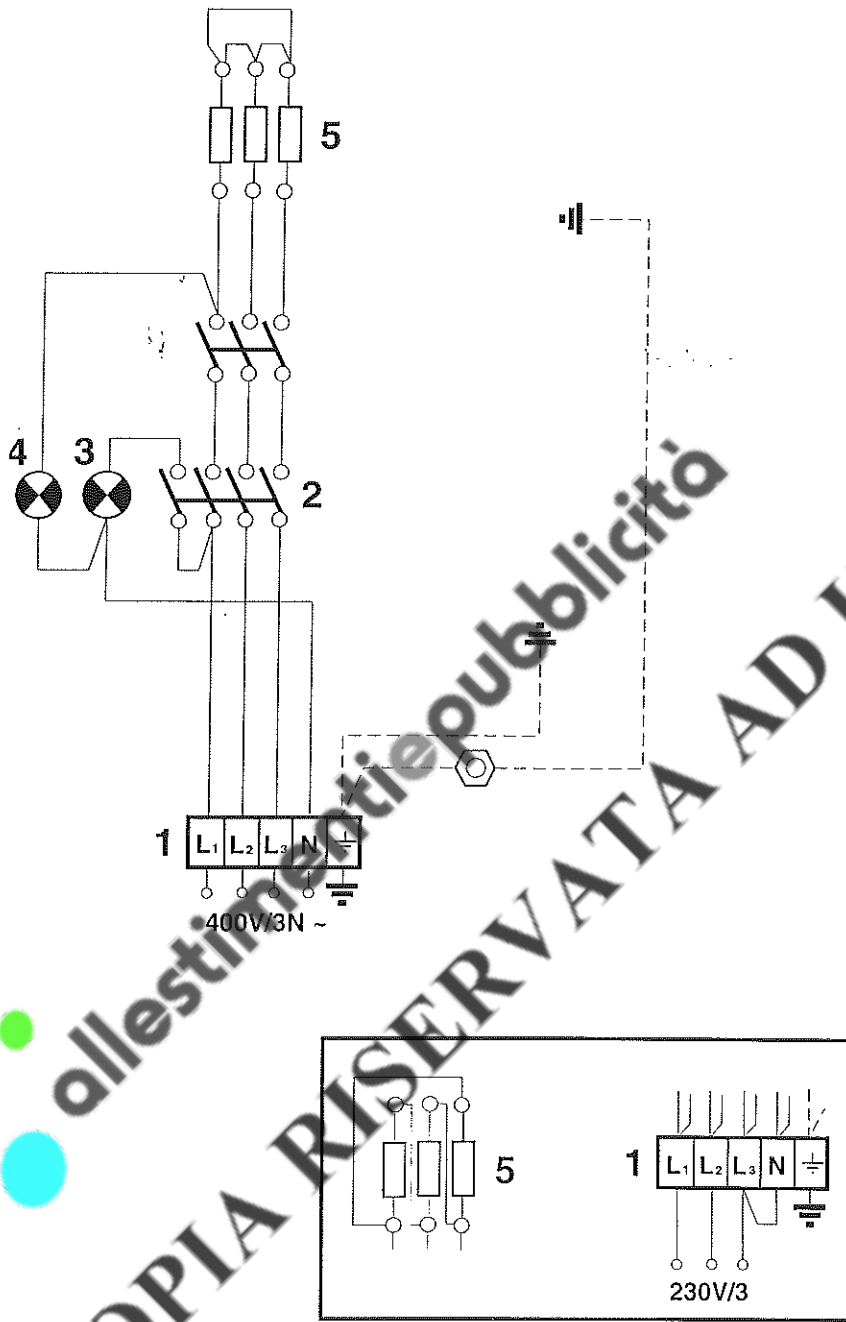 5
4 3
2
1 L1 L2 L3 N
400V/3N ~
allestimentiepubblicità
OPIA RISERVATA AD
5
1 L1 L2 L3 N
230V/3